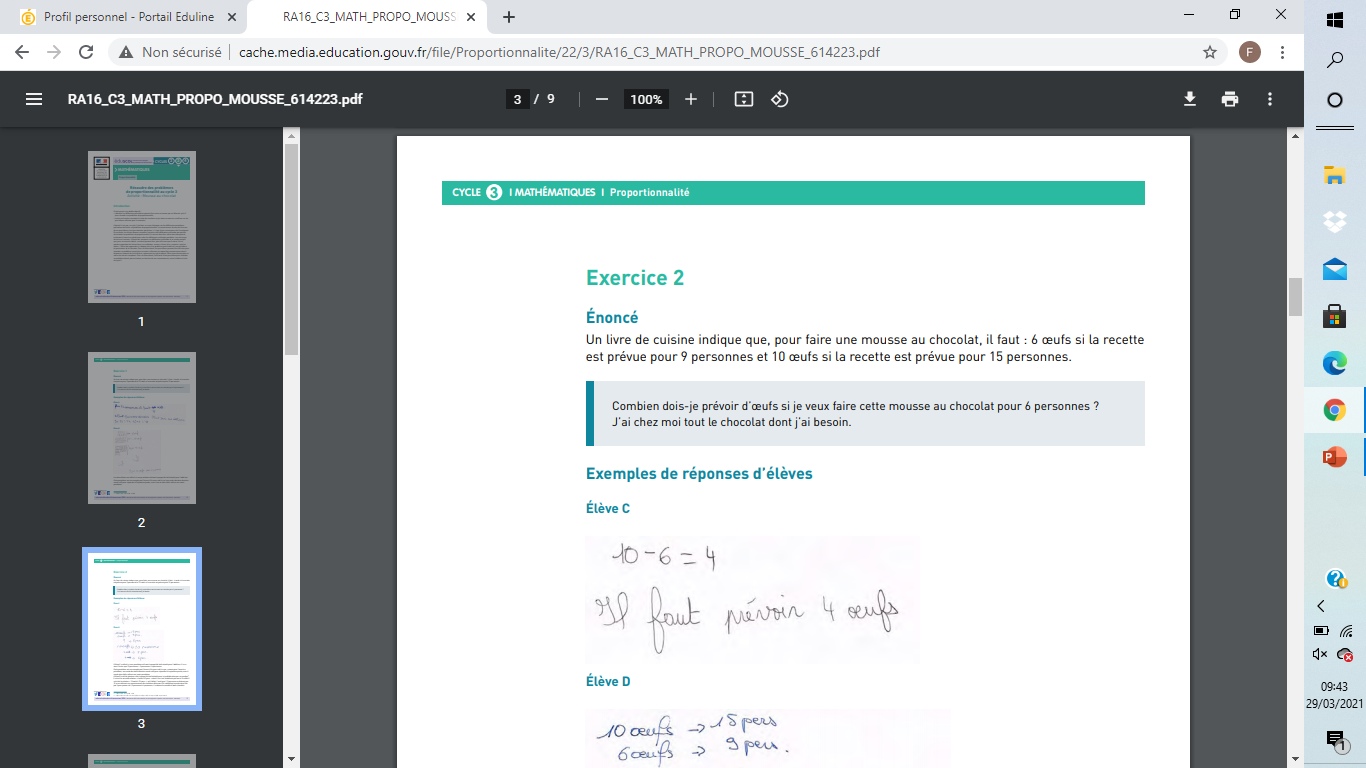 Profil personnel - Portail Eduline
RA16_C3_MATH_PROPO_MOUSS
Non sécurisé
cache.media.education.gouv.fr/file/Proportionnalite/22/3/RA16_C3_MATH_PROPO_MOUSSE_614223.pdf
F
RA16_C3_MATH_PROPO_MOUSSE_614223.pdf
3 / 9
100%
1
2
3
CYCLE 3 I MATHÉMATIQUES I Proportionnalité
Exercice 2
Énoncé
Un livre de cuisine indique que, pour faire une mousse au chocolat, il faut : 6 œufs si la recette
est prévue pour 9 personnes et 10 œufs si la recette est prévue pour 15 personnes.
Combien dois-je prévoir d'œufs si je veux faire cette mousse au chocolat pour 6 personnes ?
J'ai chez moi tout le chocolat dont j'ai besoin.
Exemples de réponses d'élèves
Élève C
10 - 6 = 4
Il faut prévoir 4 œufs
Élève D
10 œufs → 15 pers
6 œufs → 9 pers.
09:43
29/03/2021
1